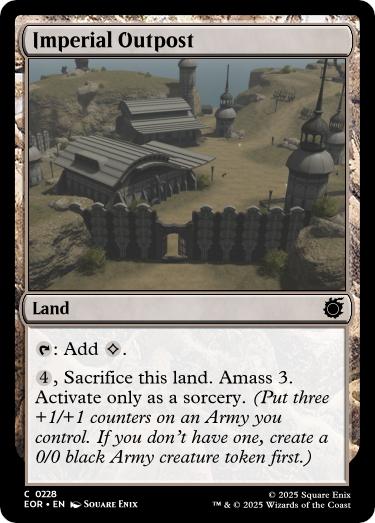 Imperial Outpost
Land
: Add .
4, Sacrifice this land. Amass 3.
Activate only as a sorcery. (Put three
+1/+1 counters on an Army you
control. If you don't have one, create a
0/0 black Army creature token first.)
C 0228
EOR • EN Square Enix
© 2025 Square Enix
™ & © 2025 Wizards of the Coast